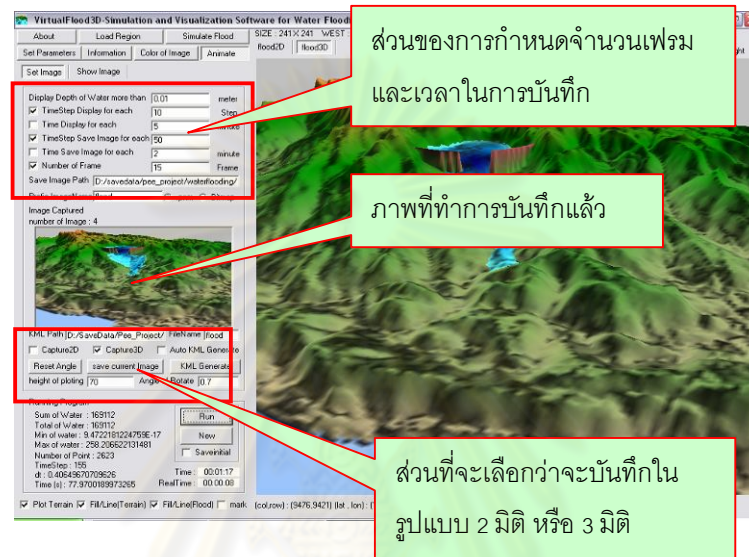 VirtualFlood3D-Simulation and Visualization Software for Water Floodi
About Load Region Simulate Flood
SIZE : 241X 241 WEST :
Set Parameters Information Color of Image Animate
flood2D flood3D
Set Image Show Image
ส่วนของการกำหนดจำนวนเฟรม
และเวลาในการบันทึก
Display Depth of Water more than 0.01 meter
TimeStep Display for each 10 Step
Time Display for each 5
TimeStep Save Image for each 50
Time Save Image for each 2 minute
Number of Frame 15 Frame
Save Image Path D:/savedata/pee_project/waterflooding/
Image Captured
number of Image : 4
ภาพที่ทำการบันทึกแล้ว
KML Path D:/SaveData/Pee_Project/ FileName flood
Capture2D Capture3D Auto KML Generate
Reset Angle save current Image KML Generate
height of ploting 70 Angle Rotate 0.7
Running Program
Sum of Water : 169112
Total of Water : 169112
Min of water : 9.4722181224759E-17
Max of water : 258.206622131481
Number of Point : 2623
TimeStep : 155
dt : 0.40649670709626
Time (s) : 77.9700189973265
Run
New
Saveinitial
Time : 00:01:17
RealTime : 00:00:08
ส่วนที่จะเลือกว่าจะบันทึกใน
รูปแบบ 2 มิติ หรือ 3 มิติ
Plot Terrain Fill/Line(Terrain) Fill/Line(Flood) mark (col,row) : (9476,9421) (lat , lon) : (